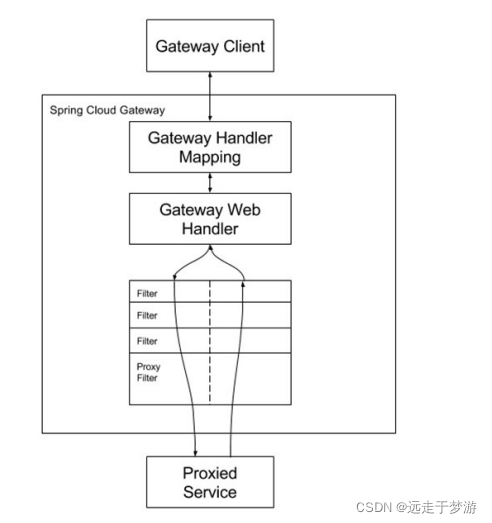 Gateway Client
Spring Cloud Gateway
Gateway Handler
Mapping
Gateway Web
Handler
Filter
Filter
Filter
Proxy
Filter
Proxied
Service
CSDN @远走于梦游